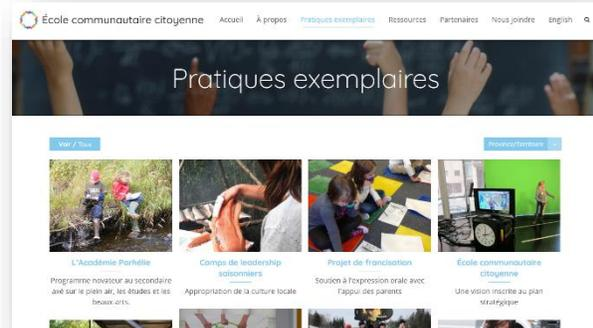 École communautaire citoyenne
Accueil À propos Pratiques exemplaires Ressources Partenaires Nous joindre English
Pratiques exemplaires
Voir / Tous
Province/Territoire
L'Académie Parhélie
Programme novateur au secondaire
axé sur le plein air, les études et les
beaux-arts.
Camps de leadership
saisonniers
Appropriation de la culture locale
Projet de francisation
Soutien à l'expression orale avec
l'appui des parents
École communautaire
citoyenne
Une vision inscrite au plan
stratégique